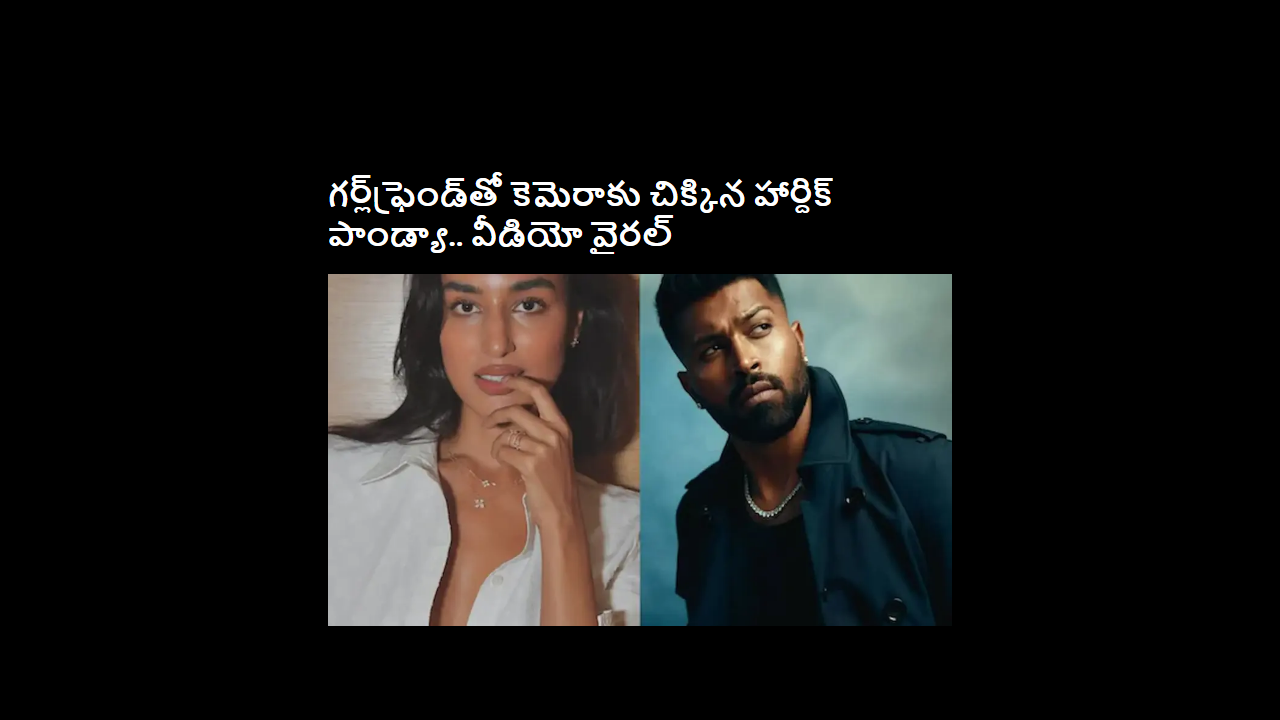 గర్ల్‌ఫ్రెండ్‌తో కెమెరాకు చిక్కిన హార్దిక్
పాండ్యా.. వీడియో వైరల్